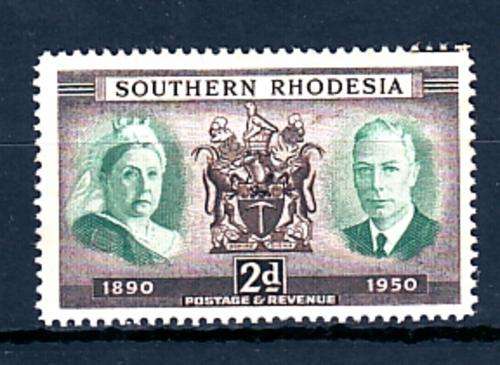 SOUTHERN RHODESIA
1890
2d
1950
POSTAGE & REVENUE